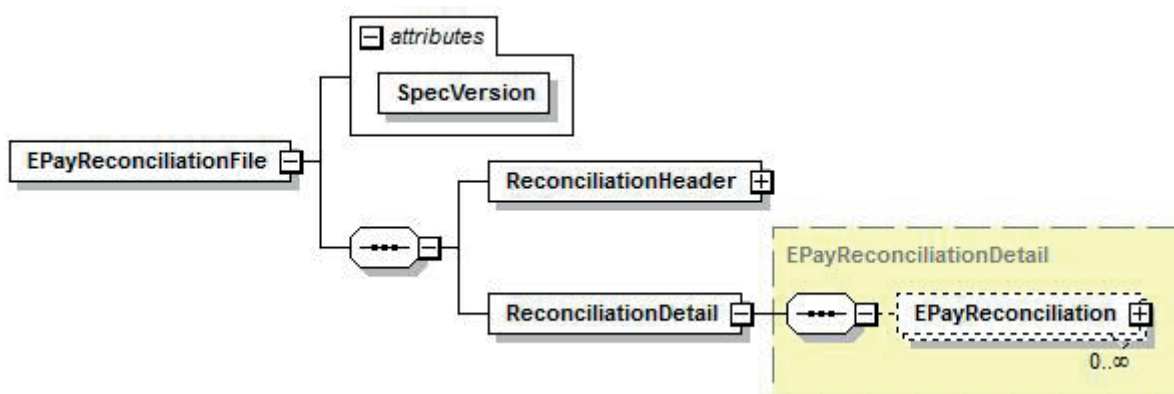 attributes
SpecVersion
EPayReconciliationFile
ReconciliationHeader
EPayReconciliationDetail
ReconciliationDetail
EPayReconciliation
0..∞